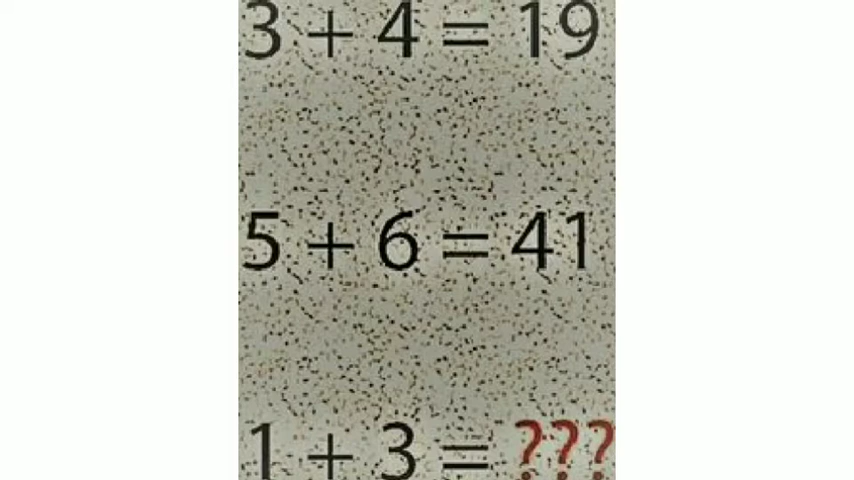 3 + 4 = 19
5 + 6 = 41
1 + 3 = ???